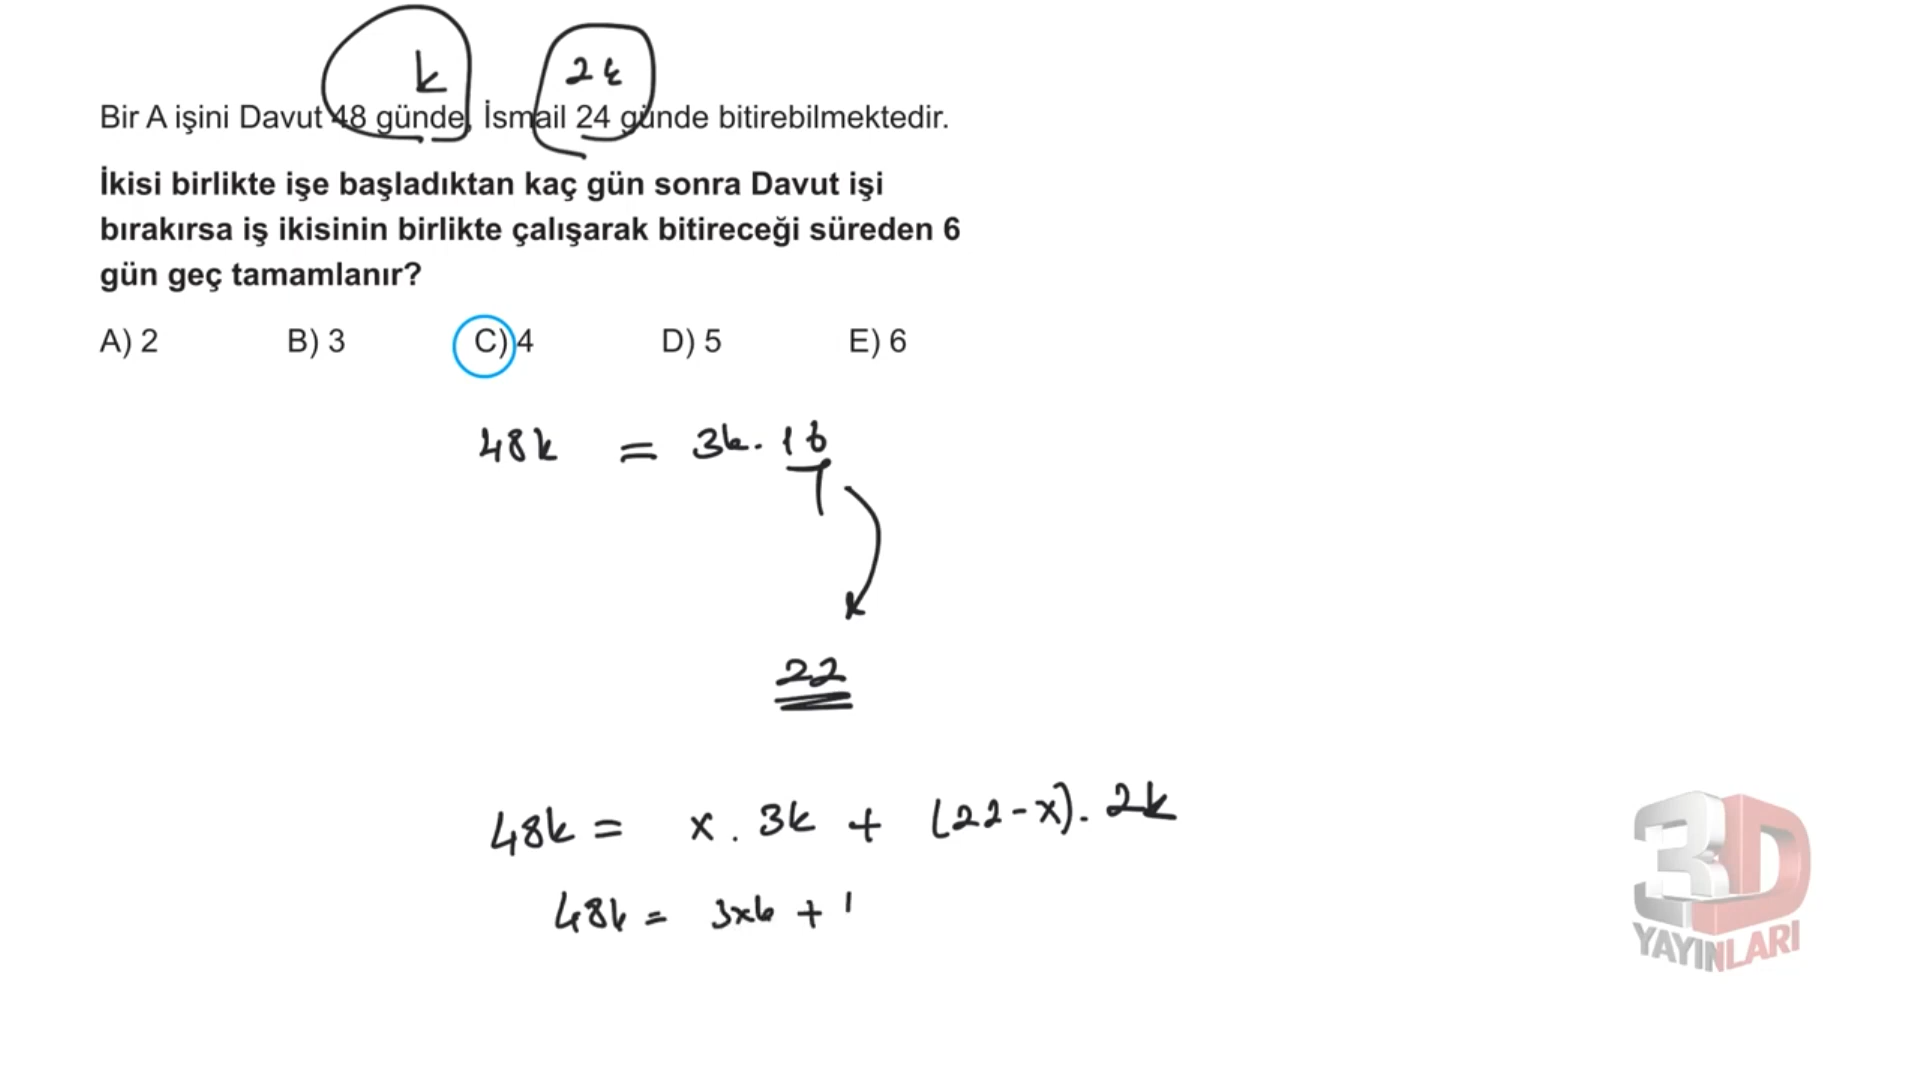 k 2k
Bir A işini Davut 48 günde, İsmail 24 günde bitirebilmektedir.
İkisi birlikte işe başladıktan kaç gün sonra Davut işi
bırakırsa iş ikisinin birlikte çalışarak bitireceği süreden 6
gün geç tamamlanır?
A) 2 B) 3 C) 4 D) 5 E) 6
48k = 3k. 16
22
48k = x . 3k + (22-x). 2k
48k = 3xk +
3D
YAYINLARI